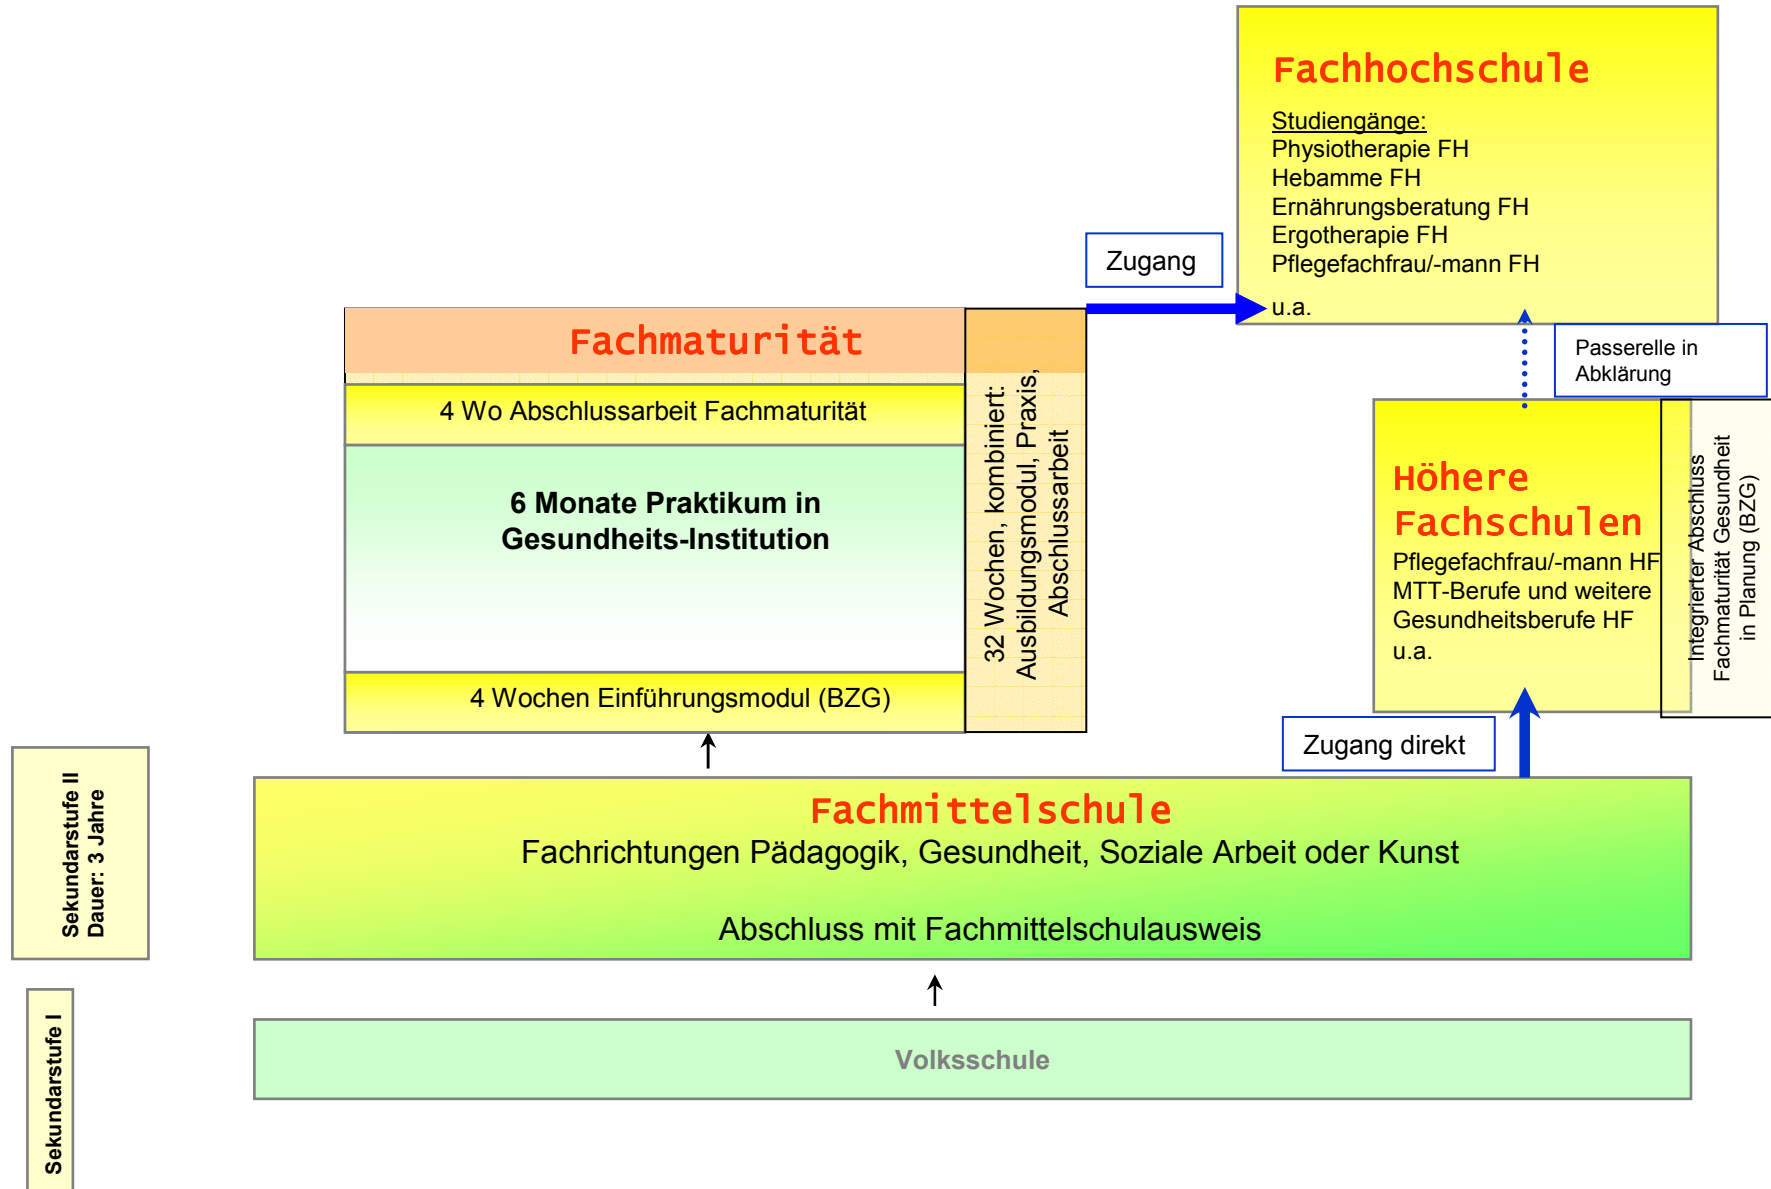 Fachhochschule
Studiengänge:
Physiotherapie FH
Hebamme FH
Ernährungsberatung FH
Ergotherapie FH
Pflegefachfrau/-mann FH
u.a.
Zugang
Passerelle in
Abklärung
Fachmaturität
4 Wo Abschlussarbeit Fachmaturität
6 Monate Praktikum in
Gesundheits-Institution
4 Wochen Einführungsmodul (BZG)
32 Wochen, kombiniert:
Ausbildungsmodul, Praxis,
Abschlussarbeit
Höhere
Fachschulen
Pflegefachfrau/-mann HF
MTT-Berufe und weitere
Gesundheitsberufe HF
u.a.
Integrierter Abschluss
Fachmaturität Gesundheit
in Planung (BZG)
Zugang direkt
Sekundarstufe II
Dauer: 3 Jahre
Fachmittelschule
Fachrichtungen Pädagogik, Gesundheit, Soziale Arbeit oder Kunst
Abschluss mit Fachmittelschulausweis
Sekundarstufe I
Volksschule